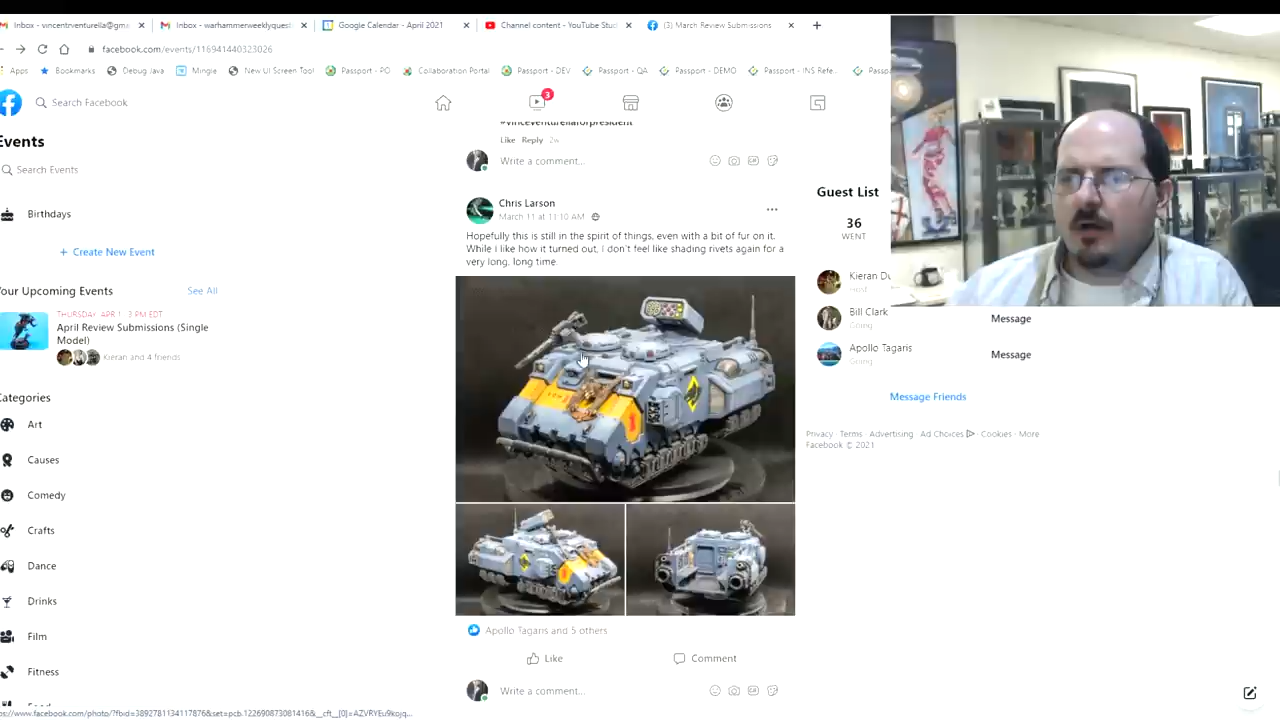 Inbox - vincentrventurella@gma
Inbox - warhammerweeklyquest
Google Calendar - April 2021
Channel content - YouTube Stud
(3) March Review Submissions
facebook.com/events/116941440323026
Apps
Bookmarks
Debug Java
Mingle
New UI Screen Tool
Passport - PO
Collaboration Portal
Passport - DEV
Passport - QA
Passport - DEMO
Passport - INS Refe...
Passp
Search Facebook
3
Events
Search Events
Birthdays
+ Create New Event
Your Upcoming Events
See All
THURSDAY, APRIL 1, 3 PM EDT
April Review Submissions (Single
Model)
Kieran and 4 friends
Categories
Art
Causes
Comedy
Crafts
Dance
Drinks
Film
Fitness
#vinceventurellaforpresident
Like Reply 2w
Write a comment...
Chris Larson
March 11 at 11:10 AM
Hopefully this is still in the spirit of things, even with a bit of fur on it.
While I like how it turned out, I don't feel like shading rivets again for a
very long, long time.
Apollo Tagaris and 5 others
Like
Comment
Write a comment...
Guest List
36
WENT
Kieran Du
Host
Bill Clark
Going
Message
Apollo Tagaris
Going
Message
Message Friends
Privacy · Terms · Advertising · Ad Choices · Cookies · More
Facebook © 2021